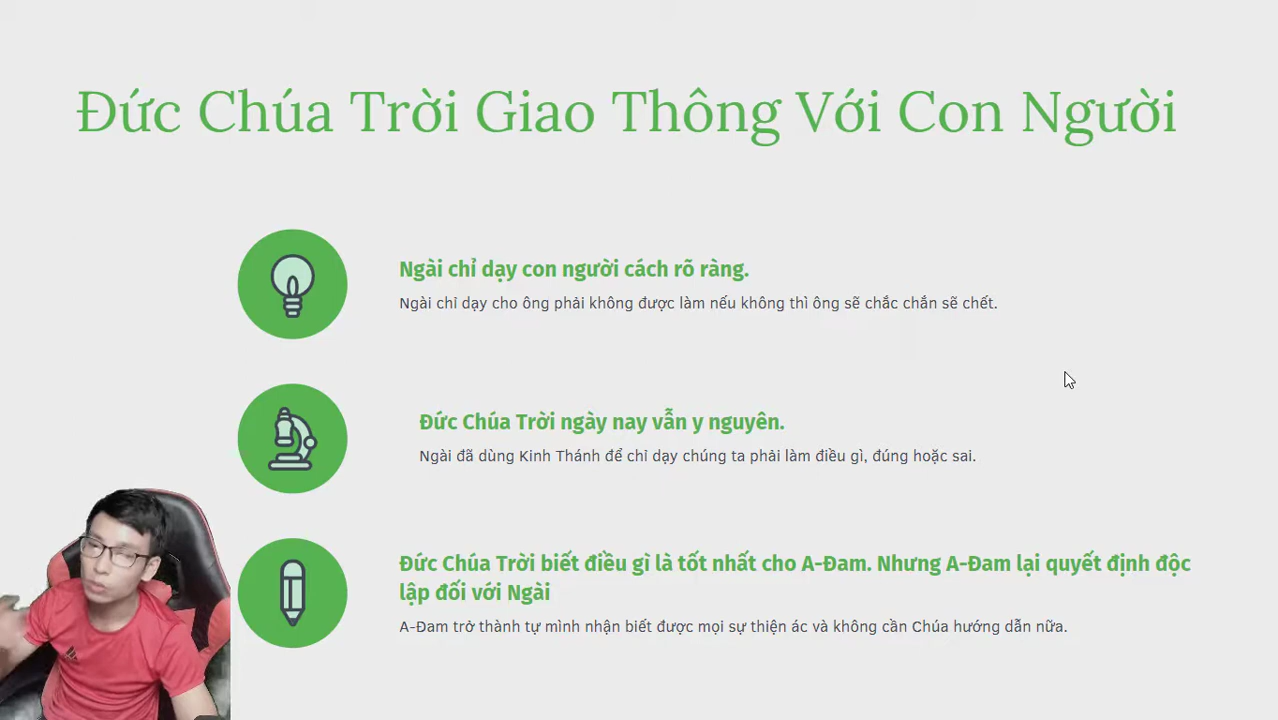 Đức Chúa Trời Giao Thông Với Con Người
Ngài chỉ dạy con người cách rõ ràng.
Ngài chỉ dạy cho ông phải không được làm nếu không thì ông sẽ chắc chắn sẽ chết.
Đức Chúa Trời ngày nay vẫn y nguyên.
Ngài đã dùng Kinh Thánh để chỉ dạy chúng ta phải làm điều gì, đúng hoặc sai.
Đức Chúa Trời biết điều gì là tốt nhất cho A-Đam. Nhưng A-Đam lại quyết định độc
lập đối với Ngài
A-Đam trở thành tự mình nhận biết được mọi sự thiện ác và không cần Chúa hướng dẫn nữa.